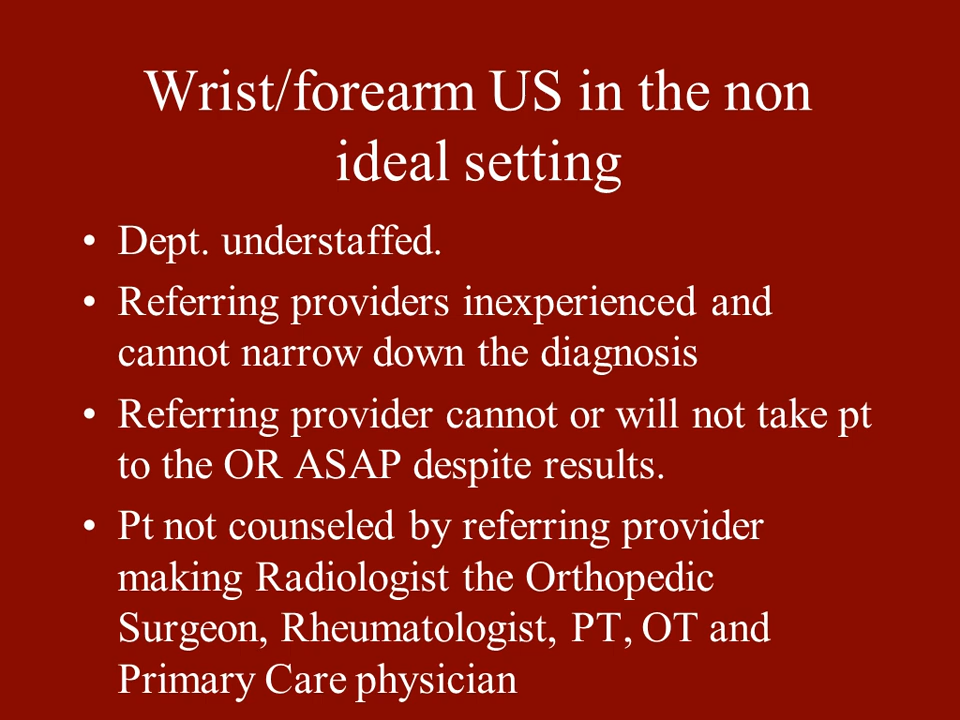 Wrist/forearm US in the non
ideal setting
• Dept. understaffed.
• Referring providers inexperienced and
cannot narrow down the diagnosis
• Referring provider cannot or will not take pt
to the OR ASAP despite results.
• Pt not counseled by referring provider
making Radiologist the Orthopedic
Surgeon, Rheumatologist, PT, OT and
Primary Care physician